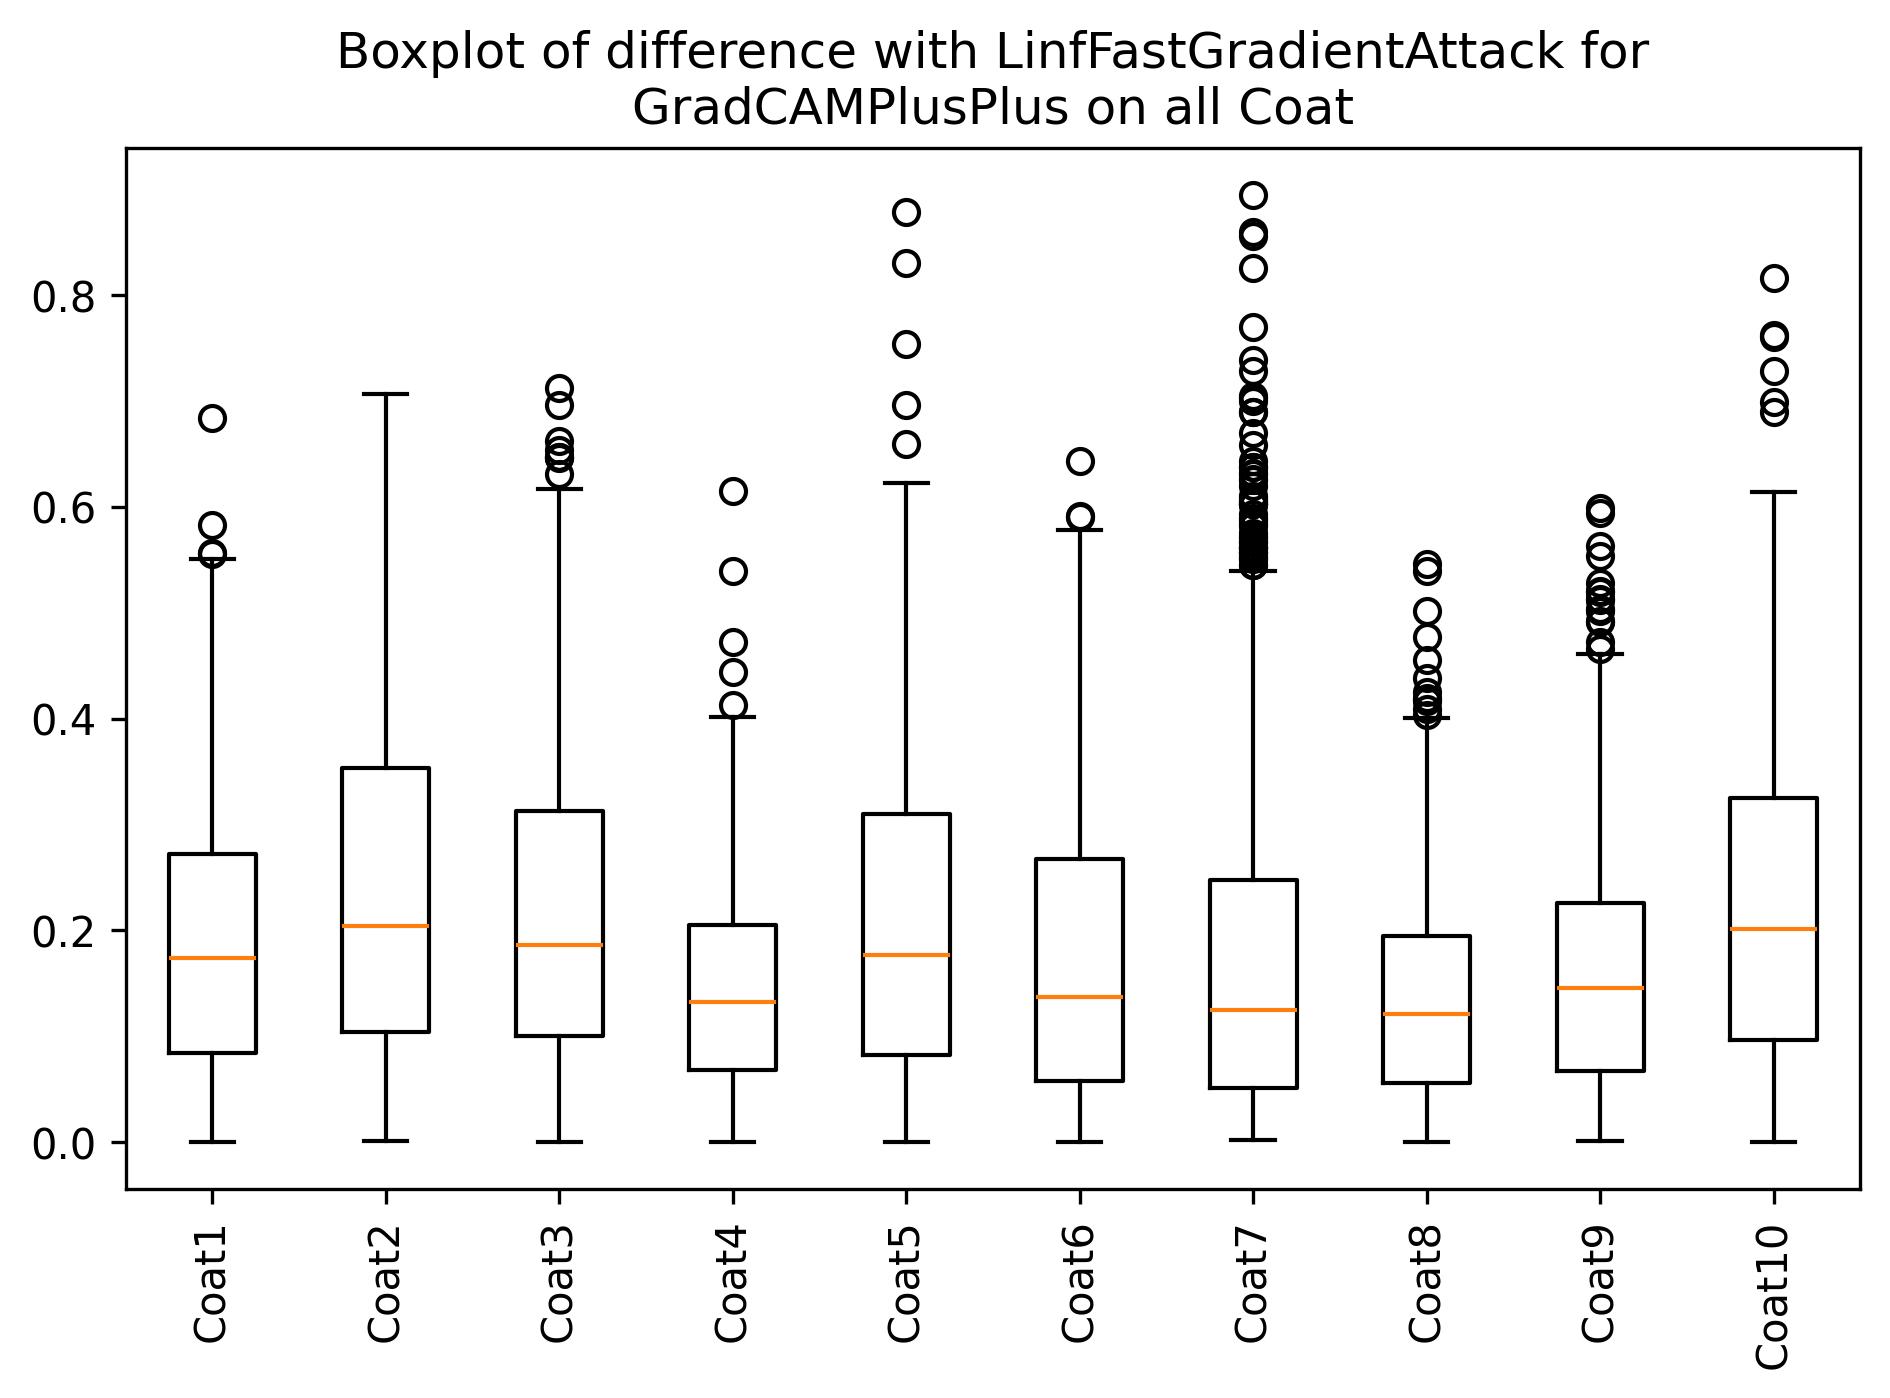 Boxplot of difference with LinfFastGradientAttack for
GradCAMPlusPlus on all Coat
0.8
0.6
0.4
0.2
0.0
Coat1
Coat2
Coat3
Coat4
Coat5
Coat6
Coat7
Coat8
Coat9
Coat10